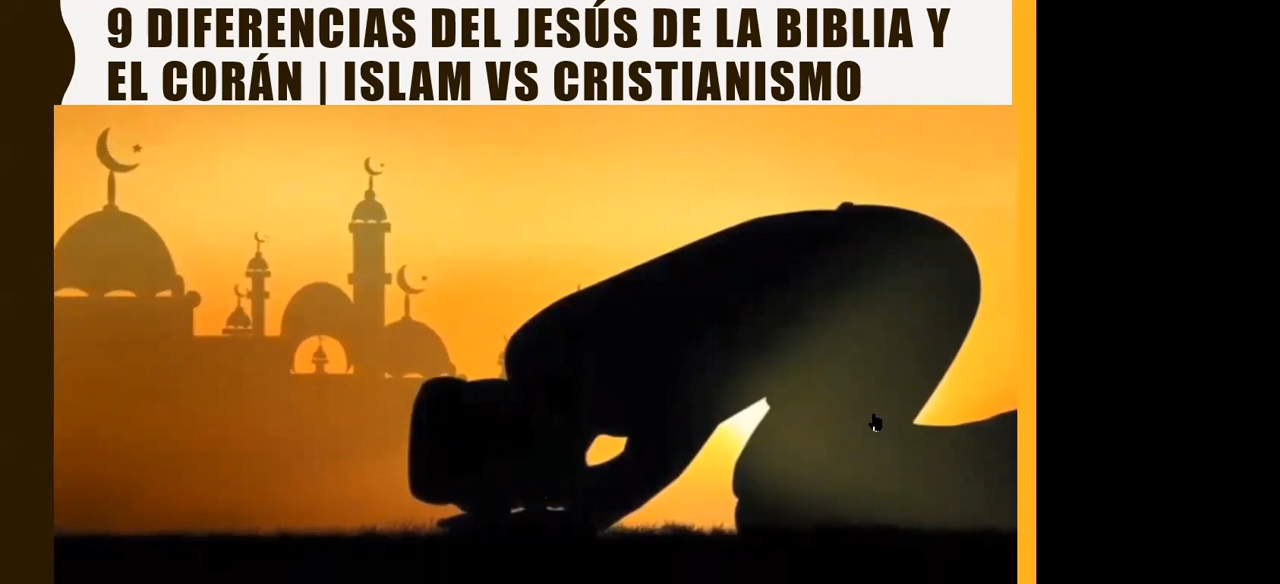 9 DIFERENCIAS DEL JESÚS DE LA BIBLIA Y
EL CORÁN | ISLAM VS CRISTIANISMO